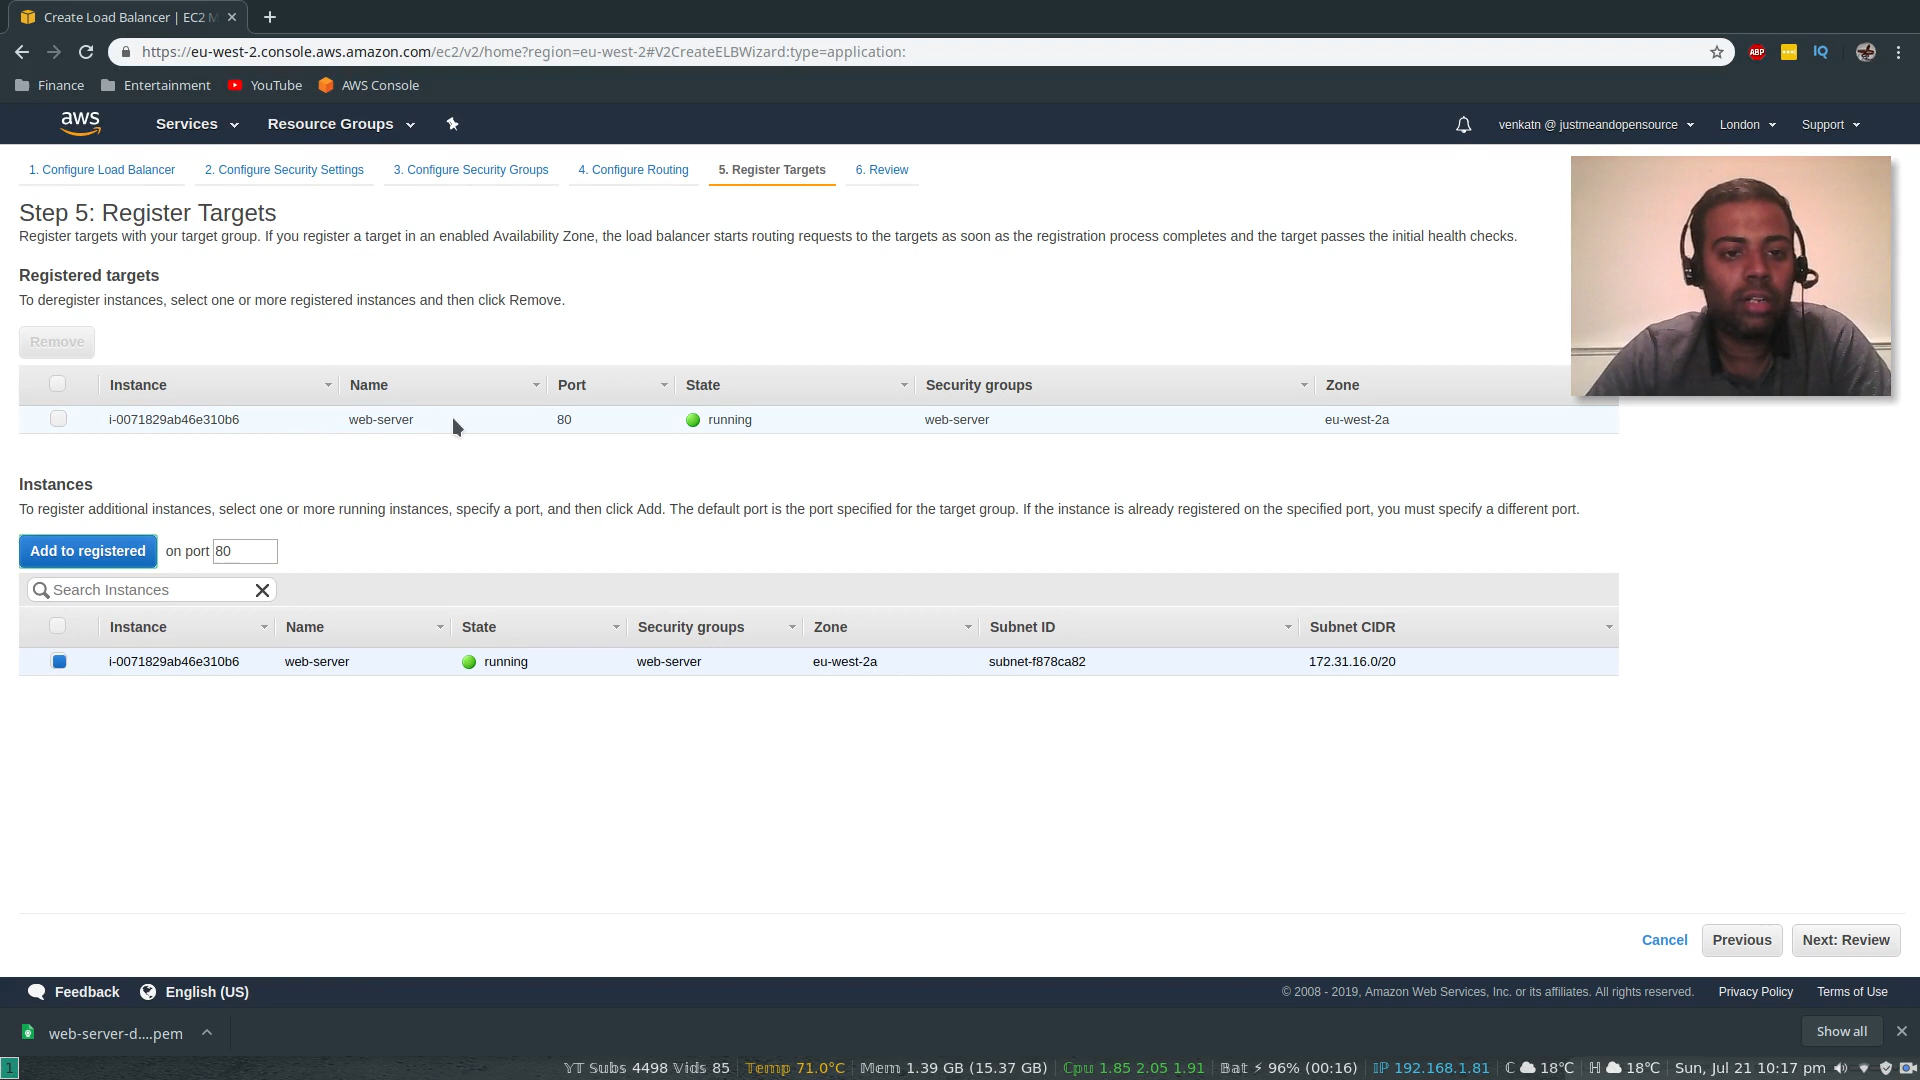 Create Load Balancer | EC2 M
https://eu-west-2.console.aws.amazon.com/ec2/v2/home?region=eu-west-2#V2CreateELBWizard:type=application:
ABP
IQ
Finance Entertainment YouTube AWS Console
aws Services Resource Groups venkatn @ justmeandopensource London Support
1. Configure Load Balancer 2. Configure Security Settings 3. Configure Security Groups 4. Configure Routing 5. Register Targets 6. Review
Step 5: Register Targets
Register targets with your target group. If you register a target in an enabled Availability Zone, the load balancer starts routing requests to the targets as soon as the registration process completes and the target passes the initial health checks.
Registered targets
To deregister instances, select one or more registered instances and then click Remove.
Remove
Instance Name Port State Security groups Zone
i-0071829ab46e310b6 web-server 80 running web-server eu-west-2a
Instances
To register additional instances, select one or more running instances, specify a port, and then click Add. The default port is the port specified for the target group. If the instance is already registered on the specified port, you must specify a different port.
Add to registered on port 80
Search Instances
Instance Name State Security groups Zone Subnet ID Subnet CIDR
i-0071829ab46e310b6 web-server running web-server eu-west-2a subnet-f878ca82 172.31.16.0/20
Cancel Previous Next: Review
Feedback English (US) © 2008 - 2019, Amazon Web Services, Inc. or its affiliates. All rights reserved. Privacy Policy Terms of Use
web-server-d....pem Show all
1 YT Subs 4498 Vids 85 Temp 71.0°C Mem 1.39 GB (15.37 GB) Cpu 1.85 2.05 1.91 Bat 96% (00:16) IP 192.168.1.81 C 18℃ H 18℃ Sun, Jul 21 10:17 pm